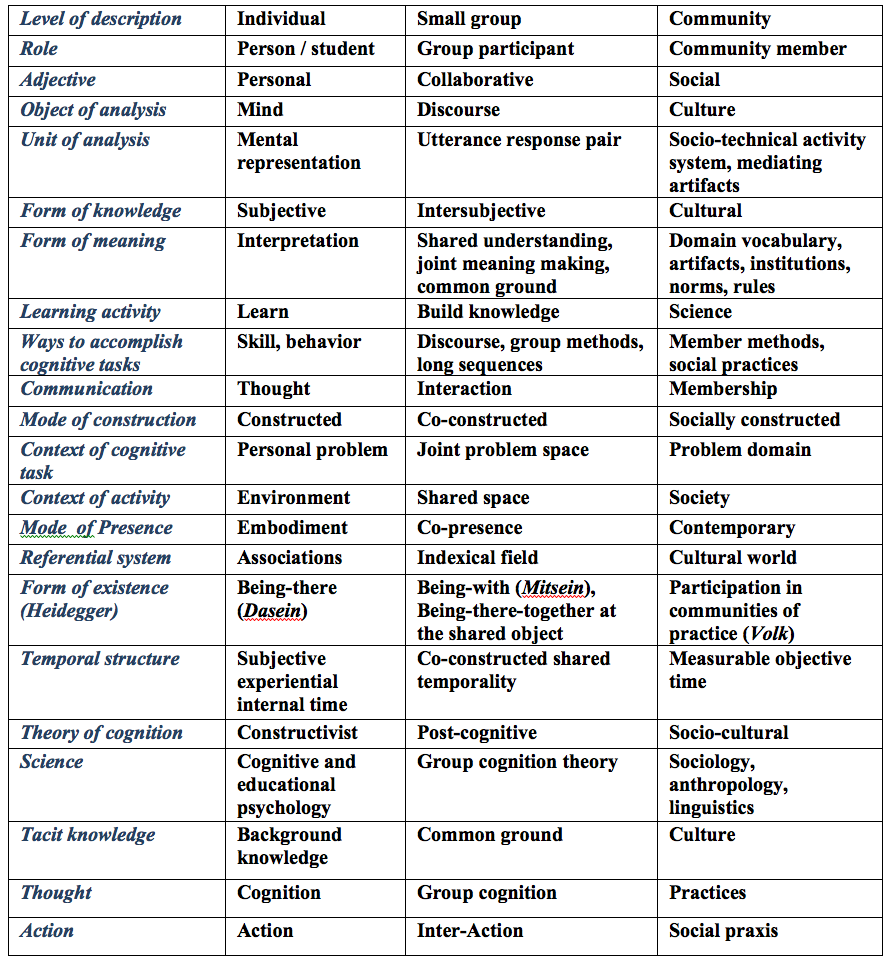 Level of description Individual Small group Community
Role Person / student Group participant Community member
Adjective Personal Collaborative Social
Object of analysis Mind Discourse Culture
Unit of analysis Mental Utterance response pair Socio-technical activity
representation system, mediating
artifacts
Form of knowledge Subjective Intersubjective Cultural
Form of meaning Interpretation Shared understanding, Domain vocabulary,
joint meaning making, artifacts, institutions,
common ground norms, rules
Learning activity Learn Build knowledge Science
Ways to accomplish Skill, behavior Discourse, group methods, Member methods,
cognitive tasks long sequences social practices
Communication Thought Interaction Membership
Mode of construction Constructed Co-constructed Socially constructed
Context of cognitive Personal problem Joint problem space Problem domain
task
Context of activity Environment Shared space Society
Mode of Presence Embodiment Co-presence Contemporary
Referential system Associations Indexical field Cultural world
Form of existence Being-there Being-with (Mitsein), Participation in
(Heidegger) (Dasein) Being-there-together at communities of
the shared object practice (Volk)
Temporal structure Subjective Co-constructed shared Measurable objective
experiential temporality time
internal time
Theory of cognition Constructivist Post-cognitive Socio-cultural
Science Cognitive and Group cognition theory Sociology,
educational anthropology,
psychology linguistics
Tacit knowledge Background Common ground Culture
knowledge
Thought Cognition Group cognition Practices
Action Action Inter-Action Social praxis